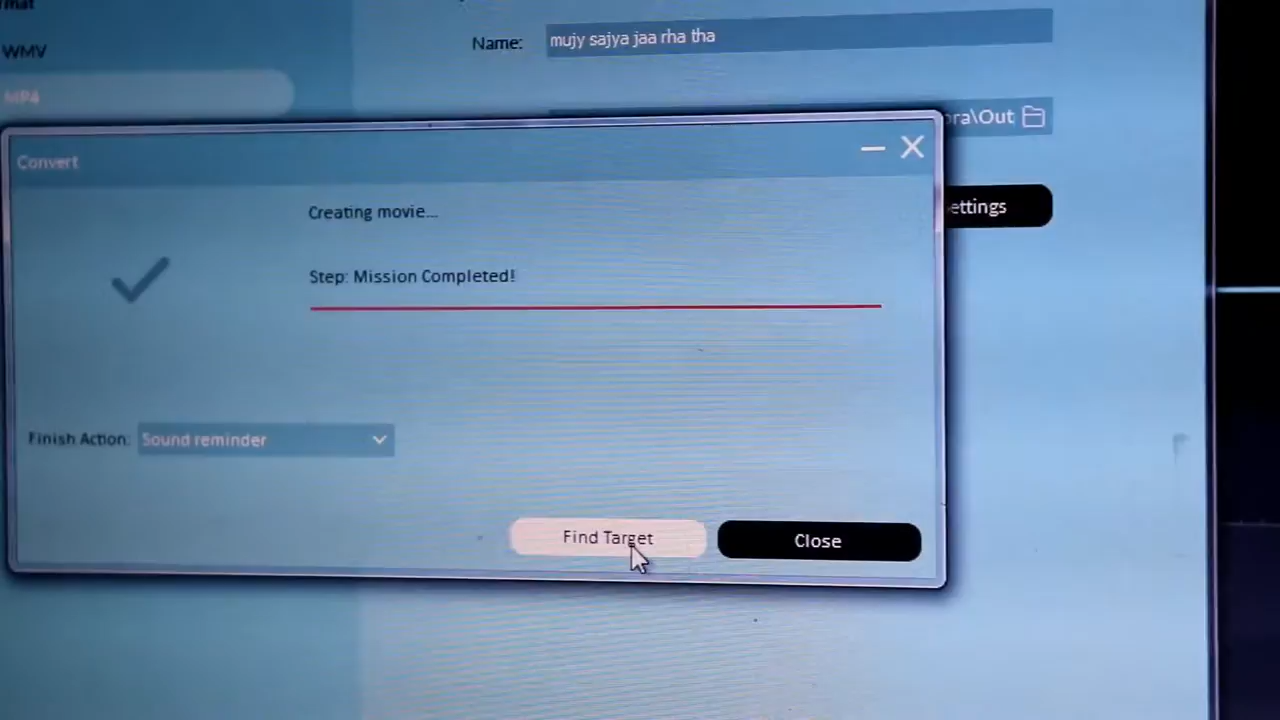 WMV
Name: mujy sajya jaa rha tha
MP4
ora\Out
Convert
ettings
Creating movie...
Step: Mission Completed!
Finish Action: Sound reminder
Find Target
Close